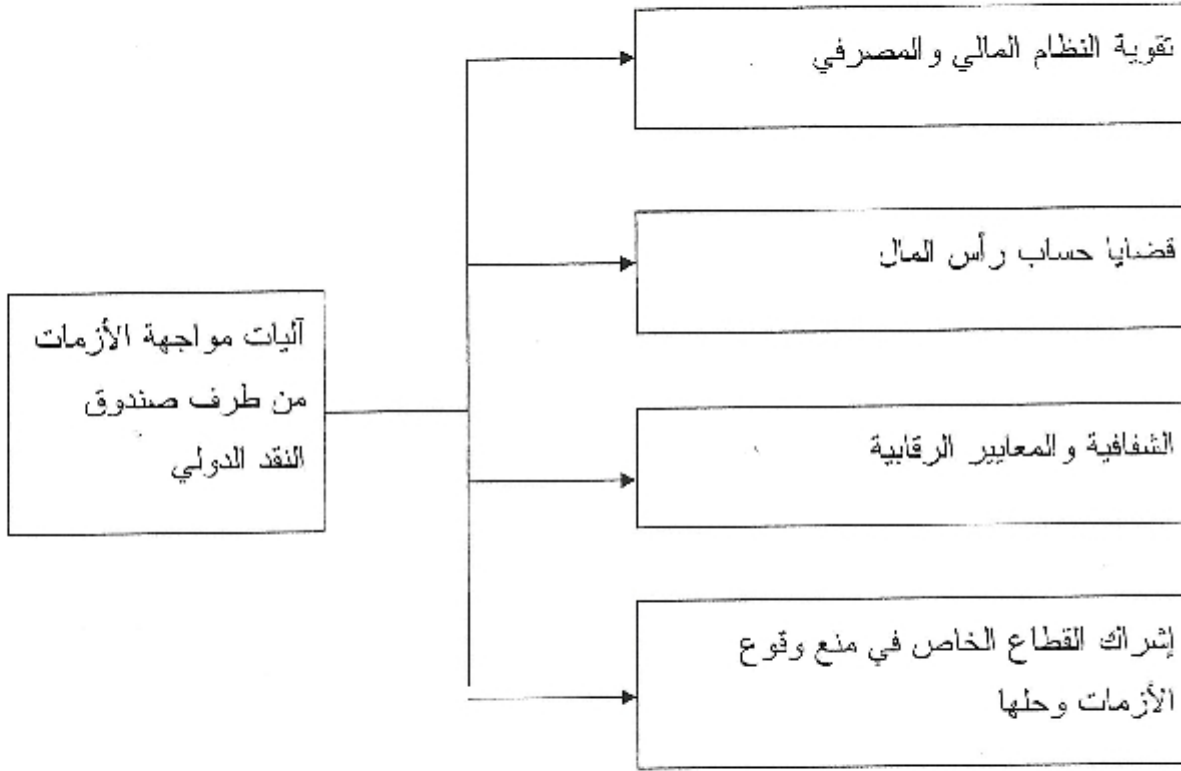 آليات مواجهة الأزمات
من طرف صندوق
النقد الدولي
تقوية النظام المالي والمصرفي
قضايا حساب رأس المال
الشفافية والمعايير الرقابية
إشراك القطاع الخاص في منع وقوع
الأزمات وحلها